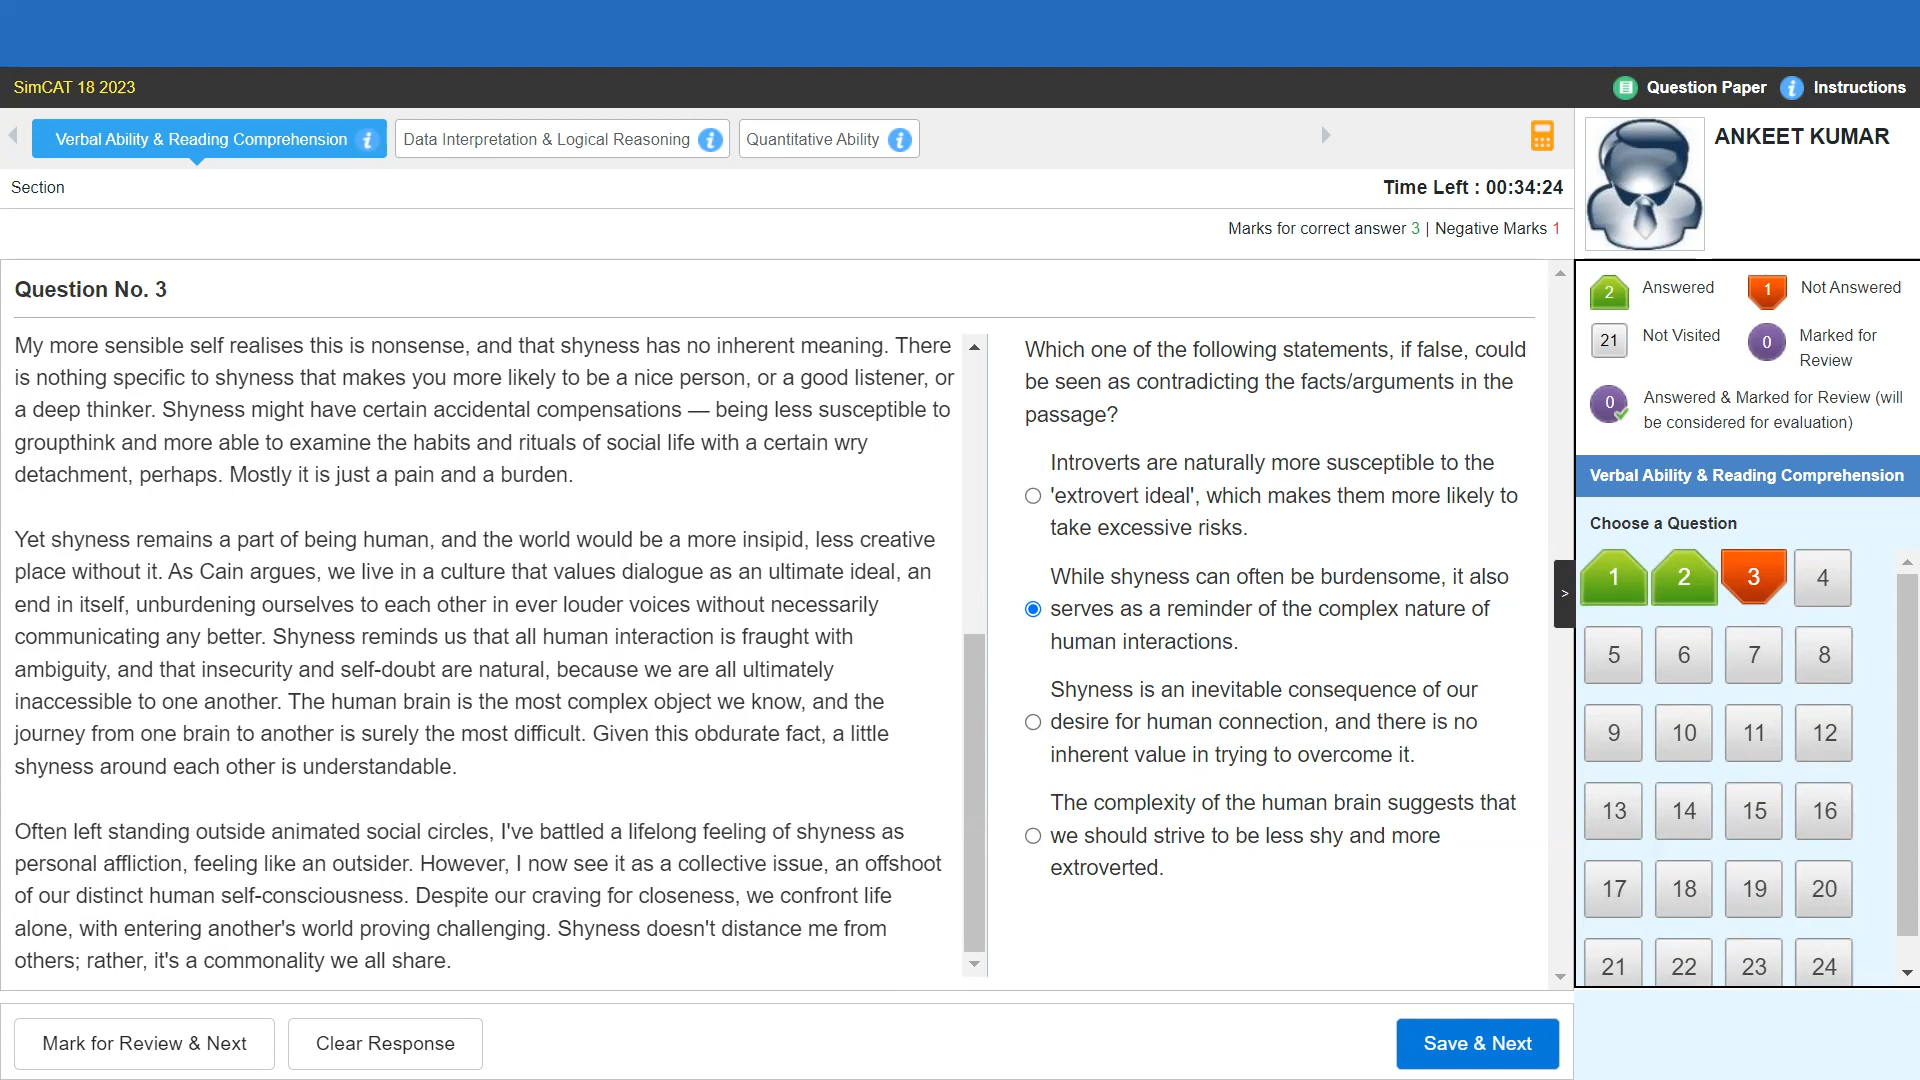 SimCAT 18 2023
Question Paper
Instructions
Verbal Ability & Reading Comprehension
Data Interpretation & Logical Reasoning
Quantitative Ability
ANKEET KUMAR
Section
Time Left : 00:34:24
Marks for correct answer 3 | Negative Marks 1
Question No. 3
My more sensible self realises this is nonsense, and that shyness has no inherent meaning. There
is nothing specific to shyness that makes you more likely to be a nice person, or a good listener, or
a deep thinker. Shyness might have certain accidental compensations — being less susceptible to
groupthink and more able to examine the habits and rituals of social life with a certain wry
detachment, perhaps. Mostly it is just a pain and a burden.
Yet shyness remains a part of being human, and the world would be a more insipid, less creative
place without it. As Cain argues, we live in a culture that values dialogue as an ultimate ideal, an
end in itself, unburdening ourselves to each other in ever louder voices without necessarily
communicating any better. Shyness reminds us that all human interaction is fraught with
ambiguity, and that insecurity and self-doubt are natural, because we are all ultimately
inaccessible to one another. The human brain is the most complex object we know, and the
journey from one brain to another is surely the most difficult. Given this obdurate fact, a little
shyness around each other is understandable.
Often left standing outside animated social circles, I've battled a lifelong feeling of shyness as
personal affliction, feeling like an outsider. However, I now see it as a collective issue, an offshoot
of our distinct human self-consciousness. Despite our craving for closeness, we confront life
alone, with entering another's world proving challenging. Shyness doesn't distance me from
others; rather, it's a commonality we all share.
Which one of the following statements, if false, could
be seen as contradicting the facts/arguments in the
passage?
Introverts are naturally more susceptible to the
'extrovert ideal', which makes them more likely to
take excessive risks.
While shyness can often be burdensome, it also
serves as a reminder of the complex nature of
human interactions.
Shyness is an inevitable consequence of our
desire for human connection, and there is no
inherent value in trying to overcome it.
The complexity of the human brain suggests that
we should strive to be less shy and more
extroverted.
>
2 Answered
1 Not Answered
21 Not Visited
0 Marked for
Review
0 Answered & Marked for Review (will
be considered for evaluation)
Verbal Ability & Reading Comprehension
Choose a Question
1 2 3 4
5 6 7 8
9 10 11 12
13 14 15 16
17 18 19 20
21 22 23 24
Mark for Review & Next
Clear Response
Save & Next